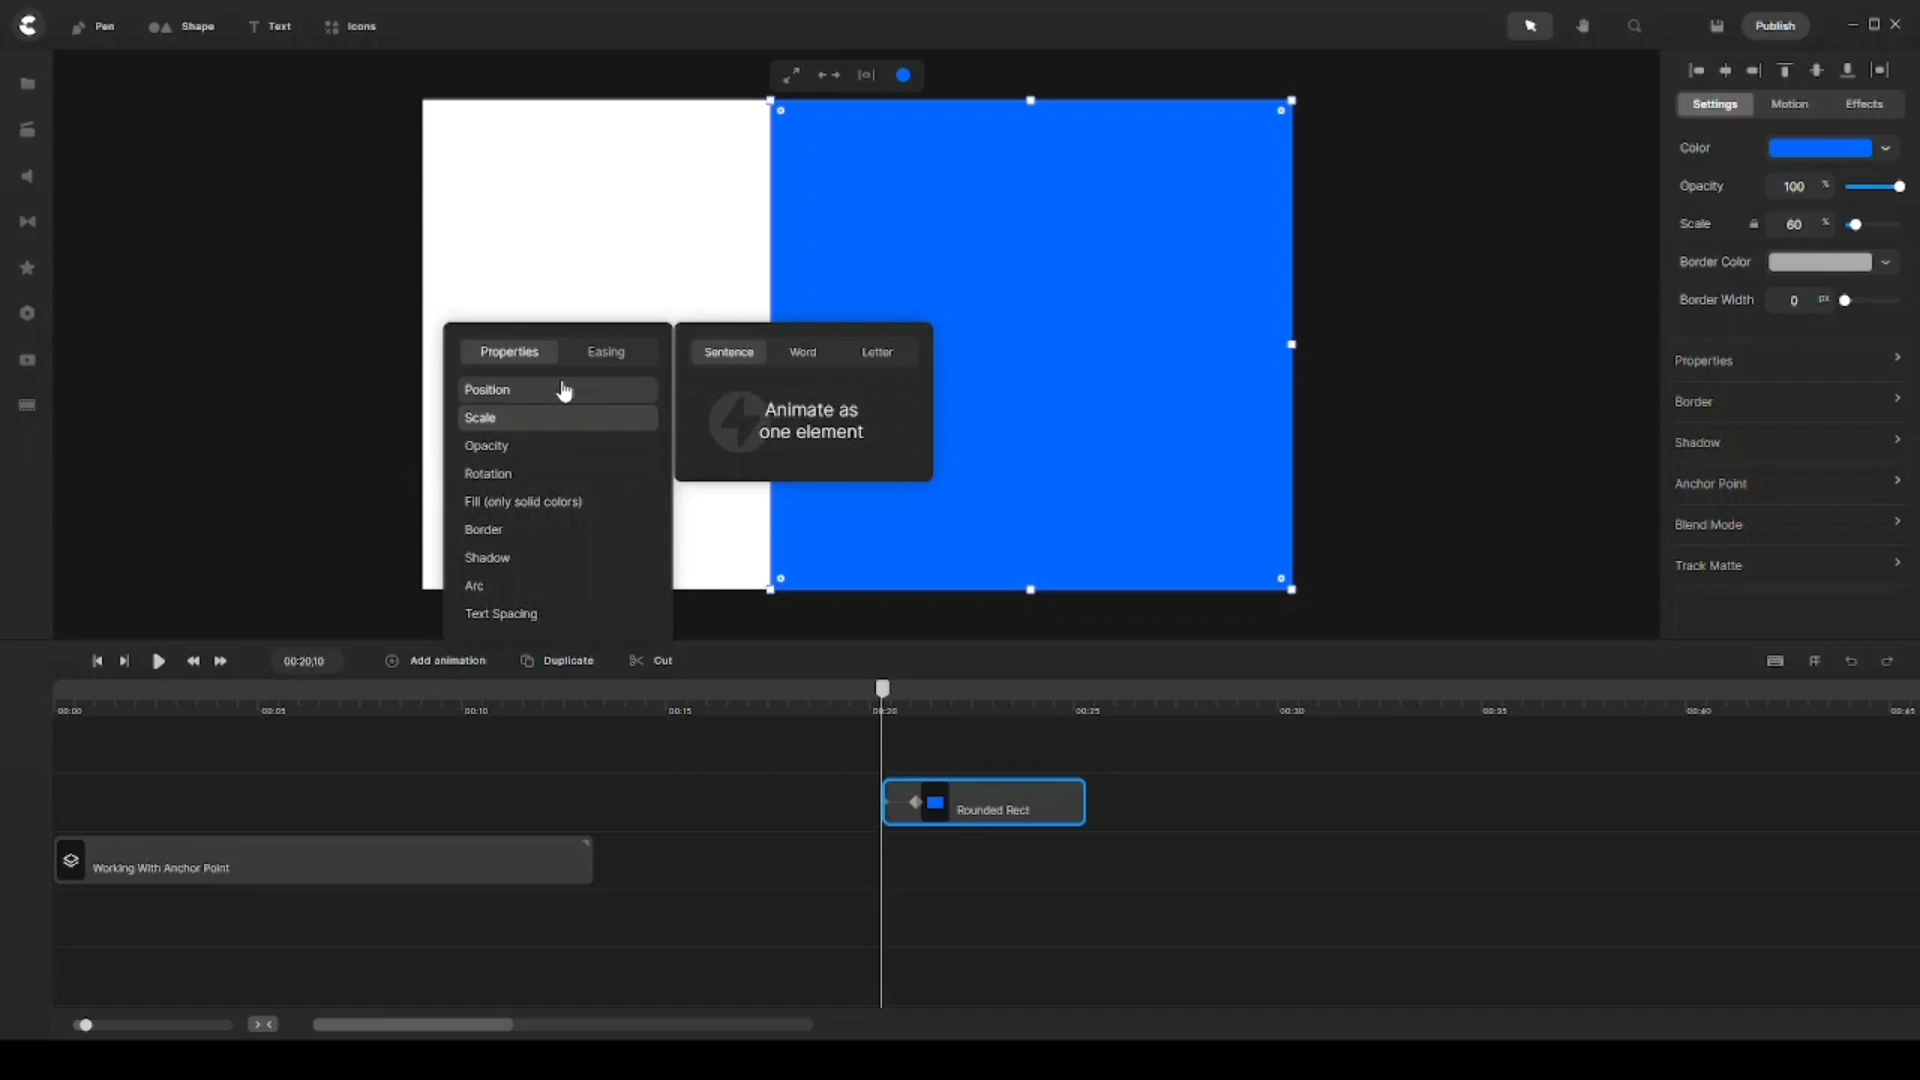 Pen Shape Text Icons Publish
Settings Motion Effects
Color
Opacity 100 %
Scale 60 %
Border Color
Border Width 0 px
Properties
Border
Shadow
Anchor Point
Blend Mode
Track Matte
Properties Easing
Position
Scale
Opacity
Rotation
Fill (only solid colors)
Border
Shadow
Arc
Text Spacing
Sentence Word Letter
Animate as
one element
00:20,10 Add animation Duplicate Cut
00:00 00:05 00:10 00:15 00:20 00:25 00:30 00:35 00:40 00:45
Rounded Rect
Working With Anchor Point